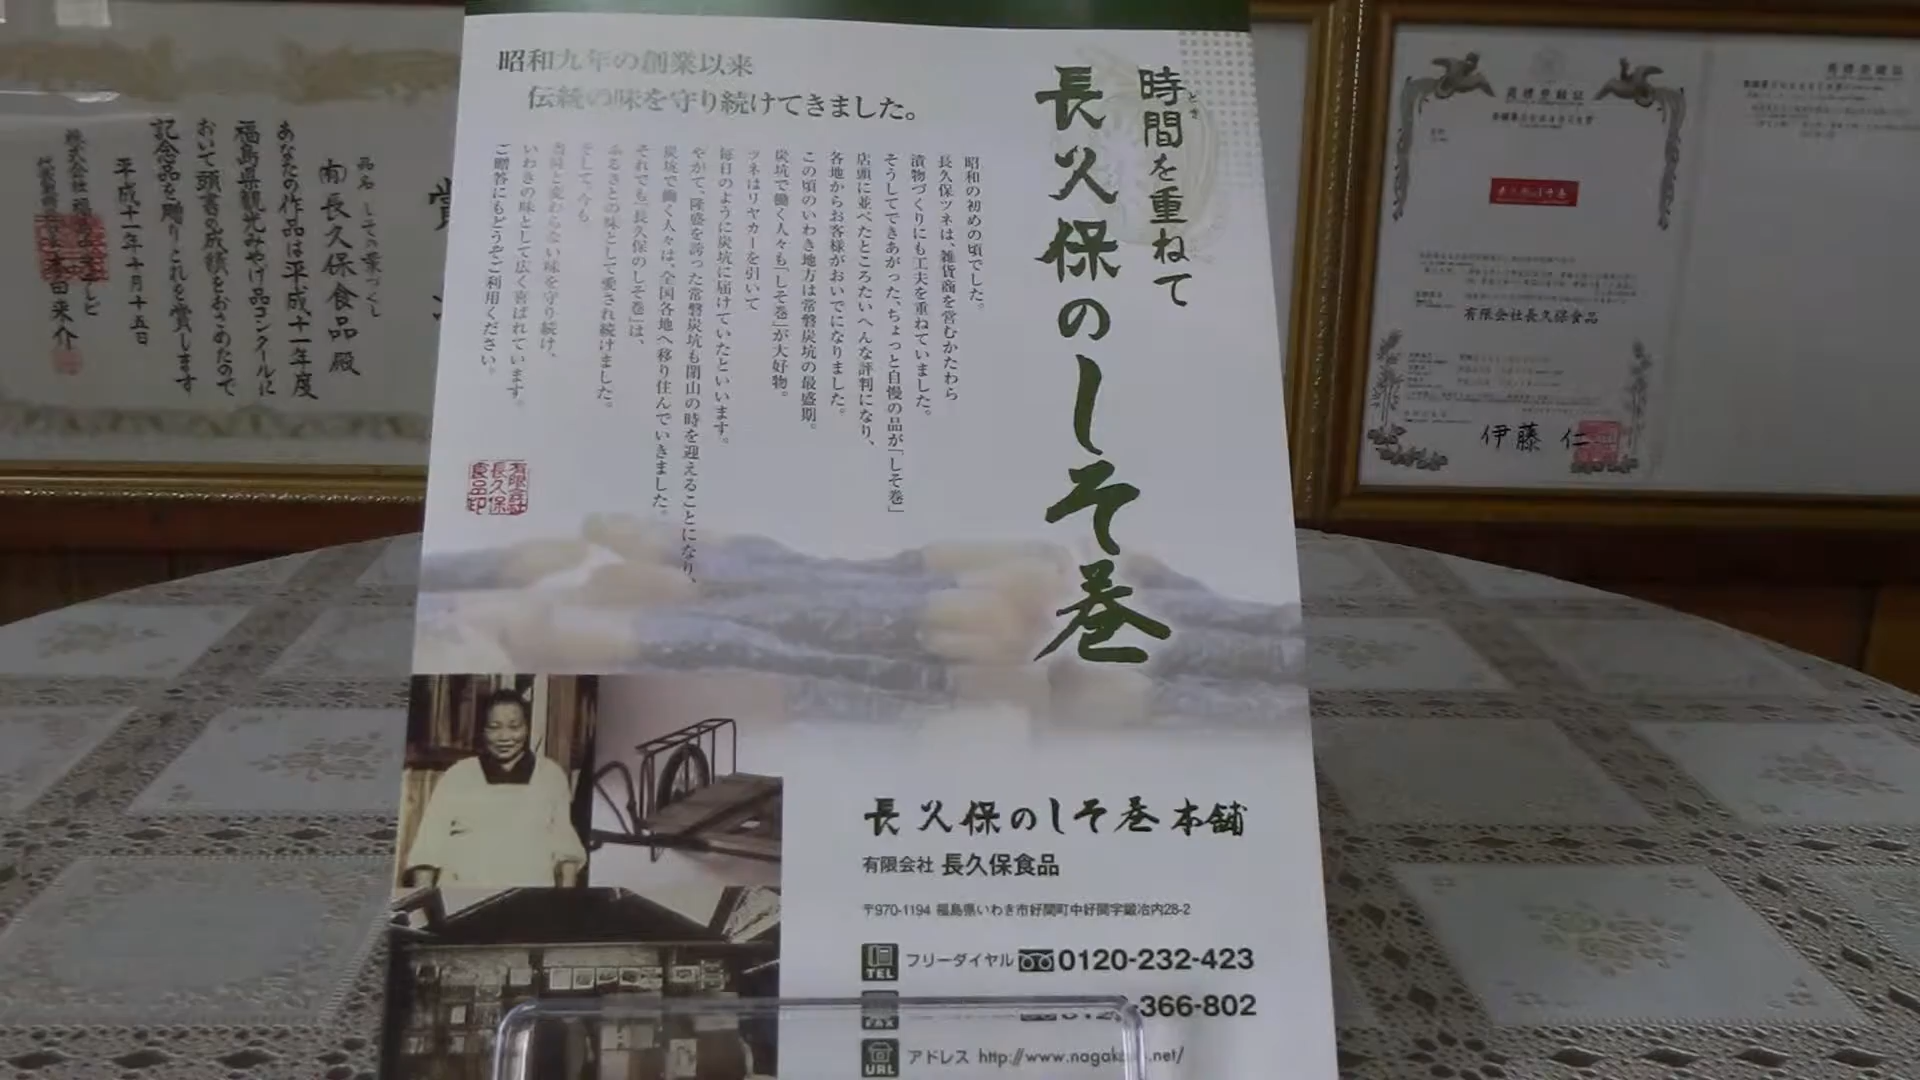 昭和九年の創業以来
伝統の味を守り続けてきました。
時間を重ねて
とき
長久保のしそ巻
昭和の初めの頃でした。
長久保ツネは、雑貨商を営むかたわら
漬物づくりにも工夫を重ねていました。
そうしてできあがった、ちょっと自慢の品が「しそ巻」
店頭に並べたところたいへんな評判になり、
各地からお客様がおいでになりました。
この頃のいわき地方は常磐炭坑の最盛期。
炭坑で働く人々も「しそ巻」が大好物。
ツネはリヤカーを引いて
毎日のように炭坑に届けていたといいます。
やがて、隆盛を誇った常磐炭坑も閉山の時を迎えることになり、
炭坑で働く人々は、全国各地へ移り住んでいきました。
それでも「長久保のしそ巻」は、
ふるさとの味として愛され続けました。
そして、今も
昔と変わらない味を守り続け、
いわきの味として広く喜ばれています。
ご贈答にもどうぞご利用ください。
有限会社
長久保
食品印
長久保のしそ巻本舗
有限会社 長久保食品
〒970-1194 福島県いわき市好間町中好間字鍛冶内28-2
TEL フリーダイヤル 0120-232-423
FAX 366-802
URL アドレス http://www.nagak
賞
品名 しその葉づくし
(有)長久保食品殿
あなたの作品は平成十一年度
福島県観光みやげ品コンクールに
おいて頭書の成績をおさめたので
記念品を贈りこれを賞します
平成十一年十月十五日
商標登録証
有限会社長久保食品
伊藤 仁